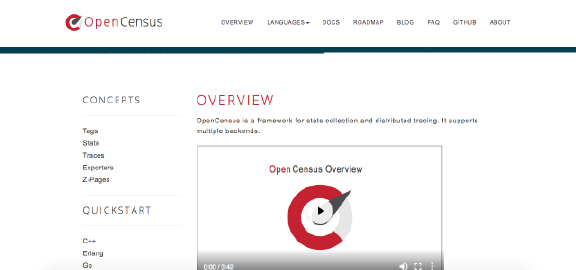 OpenCensus
OVERVIEW LANGUAGES DOCS ROADMAP BLOG FAQ GITHUB ABOUT
CONCEPTS
Tags
Stats
Traces
Exporters
Z-Pages
QUICKSTART
C++
Erlang
Go
OVERVIEW
OpenCensus is a framework for stats collection and distributed tracing. It supports
multiple backends.
Open Census Overview
0:00 / 3:42